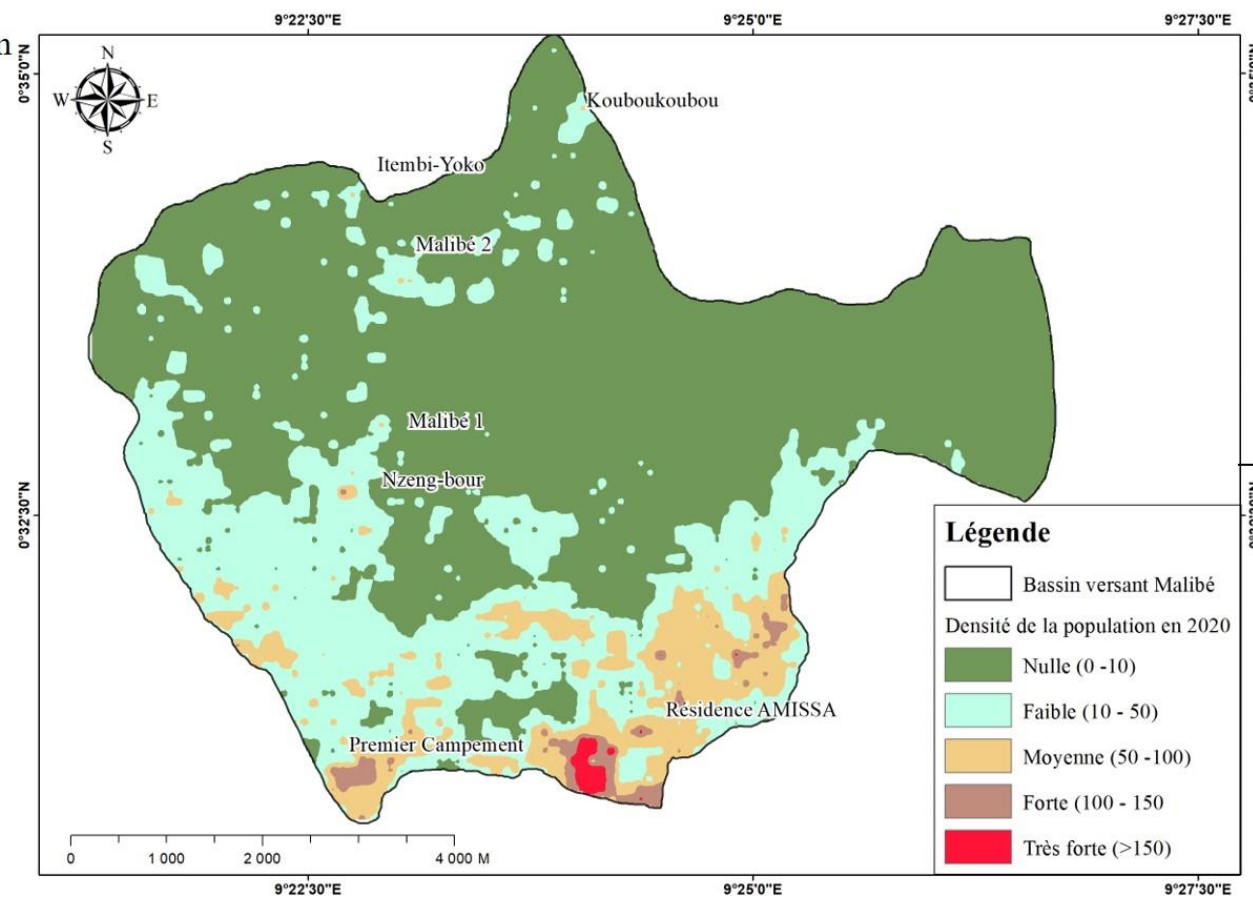 n
9°22'30"E 9°25'0"E 9°27'30"E
0°35'0"N
N
W E
S
Kouboukoubou
Itembi-Yoko
Malibé 2
Malibé 1
Nzeng-bour
0°32'30"N
Légende
Bassin versant Malibé
Densité de la population en 2020
Nulle (0 -10)
Faible (10 - 50)
Résidence AMISSA
Premier Campement
Moyenne (50 -100)
Forte (100 - 150
Très forte (>150)
0 1 000 2 000 4 000 M
9°22'30"E 9°25'0"E 9°27'30"E